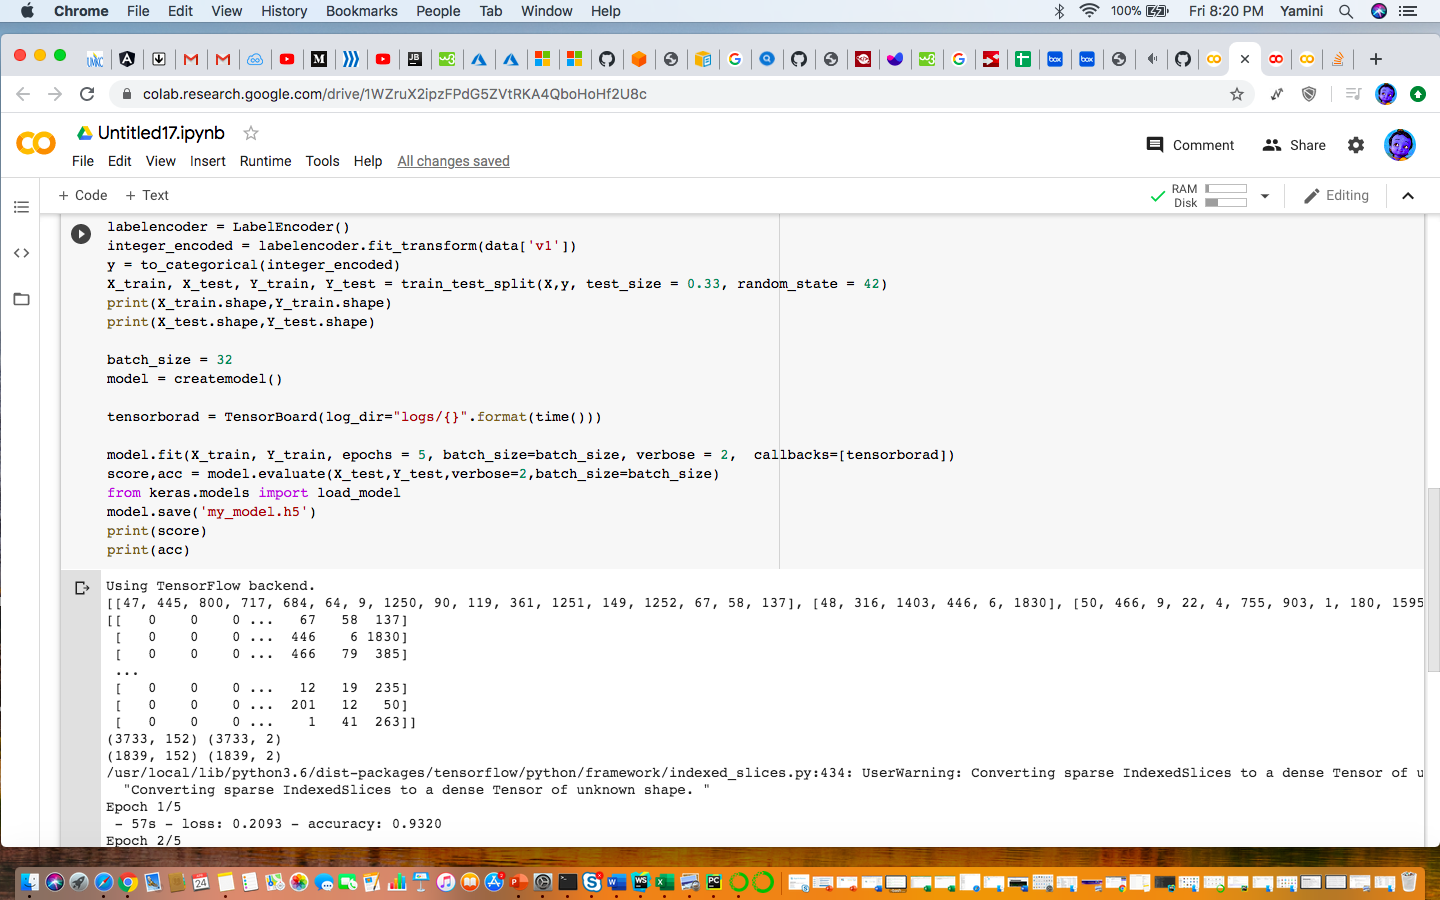 Chrome File Edit View History Bookmarks People Tab Window Help 100% Fri 8:20 PM Yamini
colab.research.google.com/drive/1WZruX2ipzFPdG5ZVtRKA4QboHoHf2U8c
Untitled17.ipynb
Comment Share
File Edit View Insert Runtime Tools Help All changes saved
+ Code + Text RAM Disk Editing
labelencoder = LabelEncoder()
integer_encoded = labelencoder.fit_transform(data['v1'])
y = to_categorical(integer_encoded)
X_train, X_test, Y_train, Y_test = train_test_split(X,y, test_size = 0.33, random_state = 42)
print(X_train.shape,Y_train.shape)
print(X_test.shape,Y_test.shape)
batch_size = 32
model = createmodel()
tensorborad = TensorBoard(log_dir="logs/{}".format(time()))
model.fit(X_train, Y_train, epochs = 5, batch_size=batch_size, verbose = 2,  callbacks=[tensorborad])
score,acc = model.evaluate(X_test,Y_test,verbose=2,batch_size=batch_size)
from keras.models import load_model
model.save('my_model.h5')
print(score)
print(acc)
Using TensorFlow backend.
[[47, 445, 800, 717, 684, 64, 9, 1250, 90, 119, 361, 1251, 149, 1252, 67, 58, 137], [48, 316, 1403, 446, 6, 1830], [50, 466, 9, 22, 4, 755, 903, 1, 180, 1595
[[ 0 0 0 ... 67 58 137]
[ 0 0 0 ... 446 6 1830]
[ 0 0 0 ... 466 79 385]
...
[ 0 0 0 ... 12 19 235]
[ 0 0 0 ... 201 12 50]
[ 0 0 0 ... 1 41 263]]
(3733, 152) (3733, 2)
(1839, 152) (1839, 2)
/usr/local/lib/python3.6/dist-packages/tensorflow/python/framework/indexed_slices.py:434: UserWarning: Converting sparse IndexedSlices to a dense Tensor of u
"Converting sparse IndexedSlices to a dense Tensor of unknown shape. "
Epoch 1/5
- 57s - loss: 0.2093 - accuracy: 0.9320
Epoch 2/5